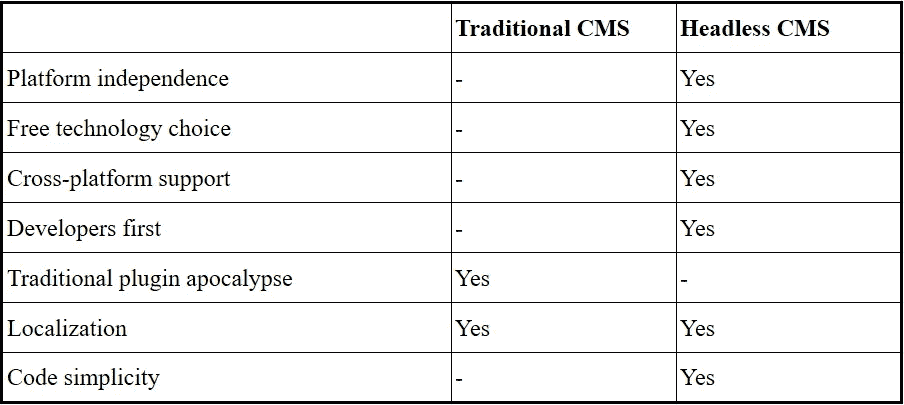 Traditional CMS Headless CMS
Platform independence - Yes
Free technology choice - Yes
Cross-platform support - Yes
Developers first - Yes
Traditional plugin apocalypse Yes -
Localization Yes Yes
Code simplicity - Yes